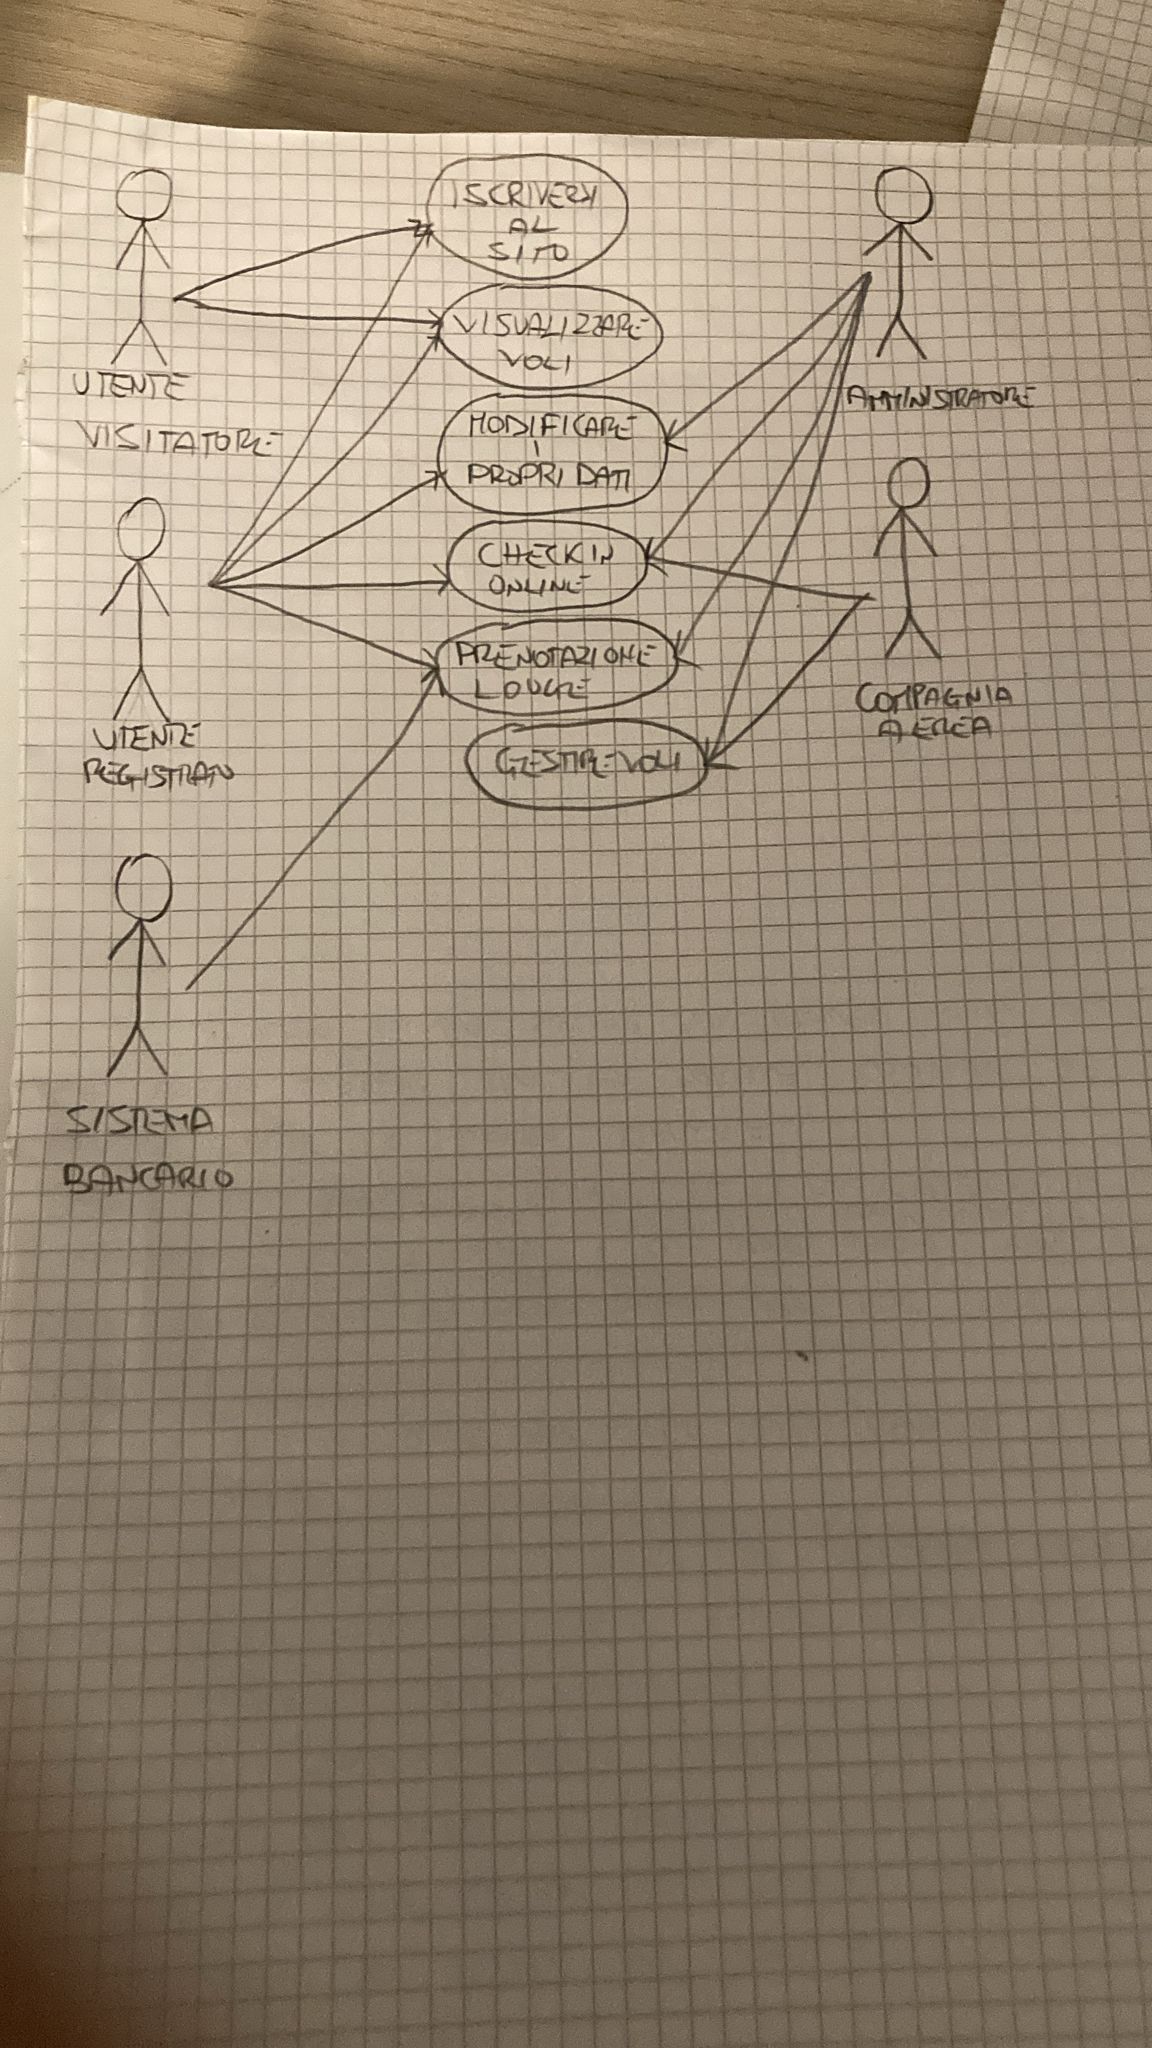 ISCRIVERSI
AL
SITO
VISUALIZZARE
VOLI
MODIFICARE
I
PROPRI DATI
CHECK IN
ONLINE
PRENOTAZIONE
GESTIRE VOLI
UTENTE
VISITATORE
UTENTE
REGISTRATO
SISTEMA
BANCARIO
AMMINISTRATORE
COMPAGNIA
AEREA